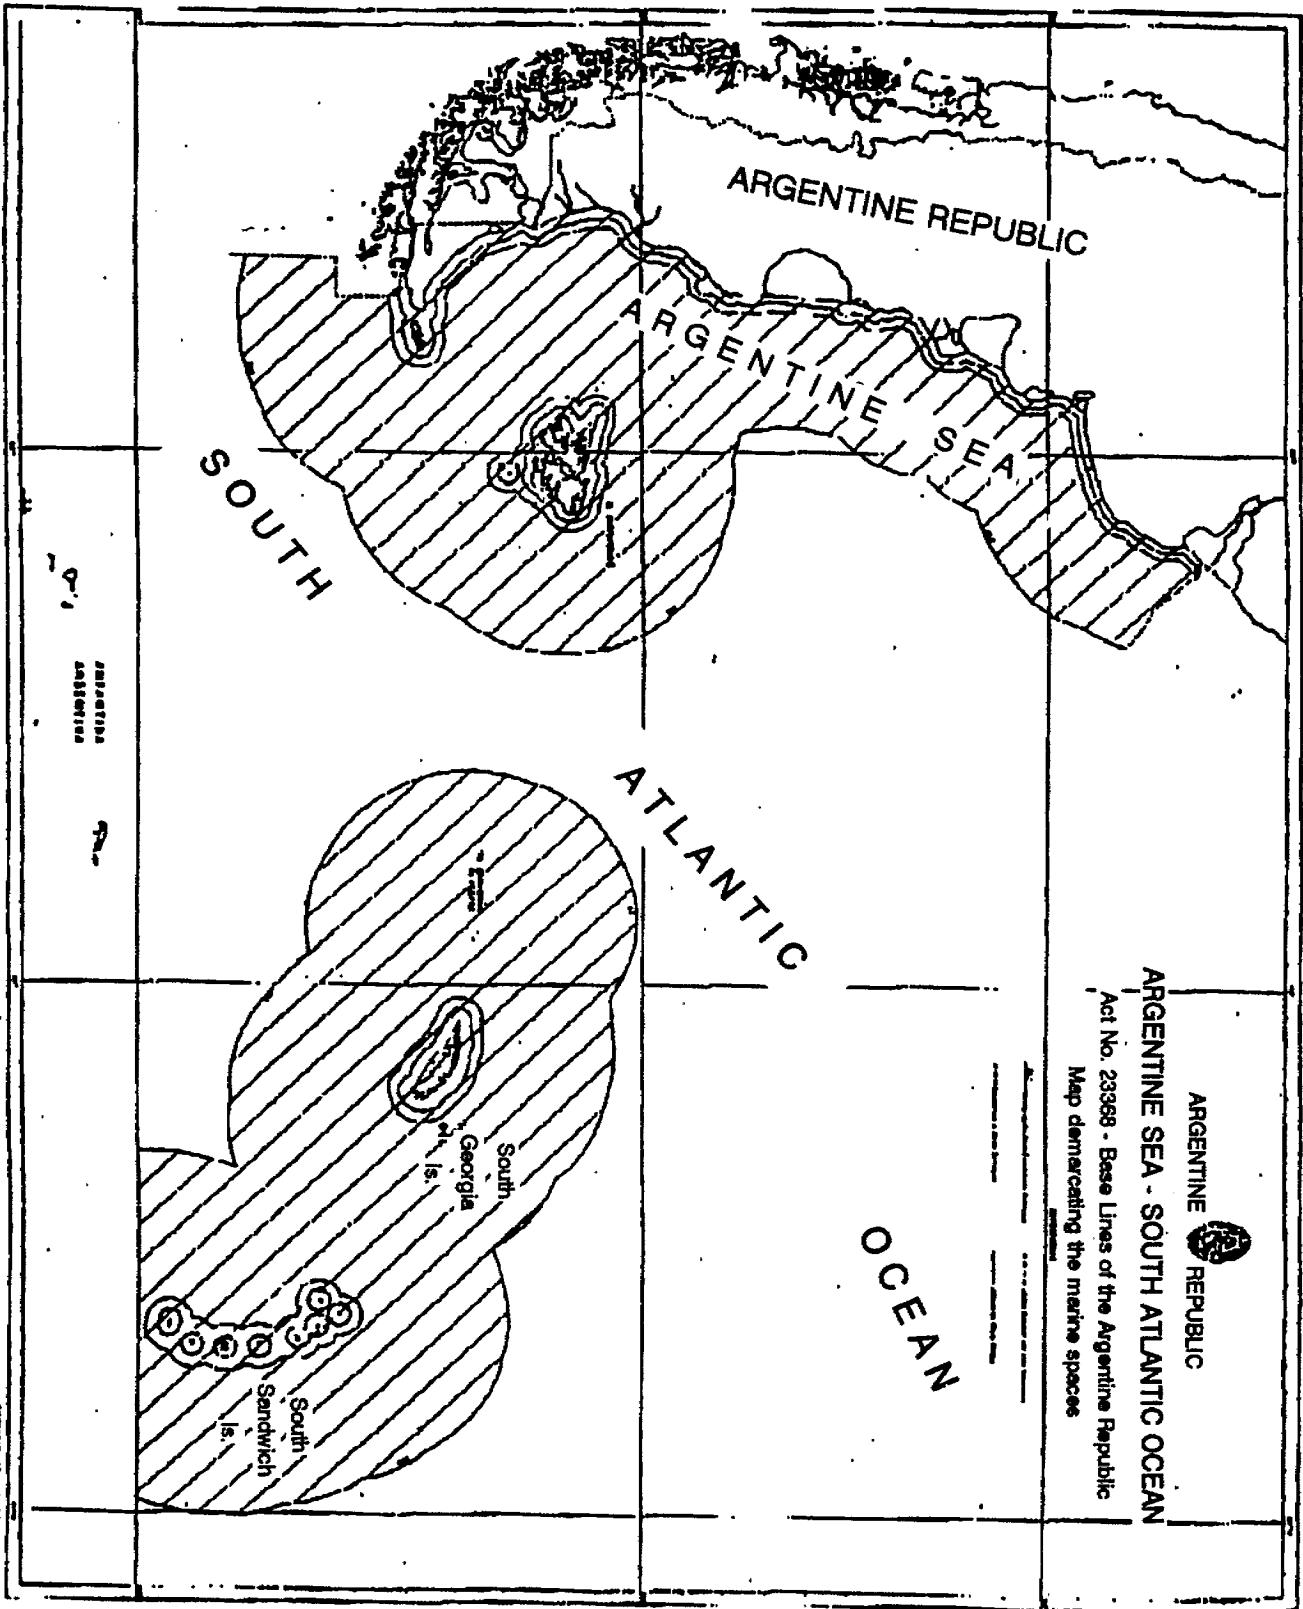 ARGENTINE REPUBLIC
ARGENTINE SEA - SOUTH ATLANTIC OCEAN
Act No. 23368 - Base Lines of the Argentine Republic
Map demarcating the marine spaces
ARGENTINE REPUBLIC
ARGENTINE SEA
SOUTH
ATLANTIC
OCEAN
South
Georgia
Is.
South
Sandwich
Is.